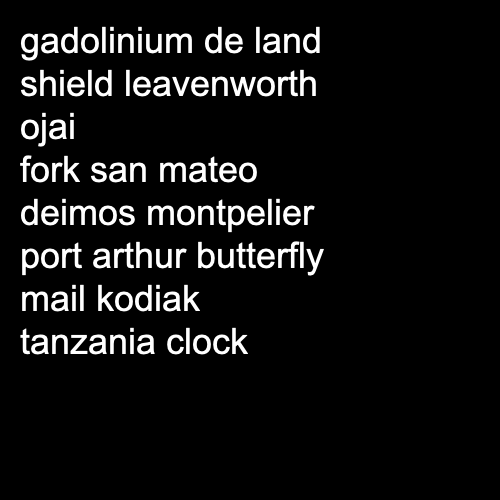 gadolinium de land
shield leavenworth
ojai
fork san mateo
deimos montpelier
port arthur butterfly
mail kodiak
tanzania clock